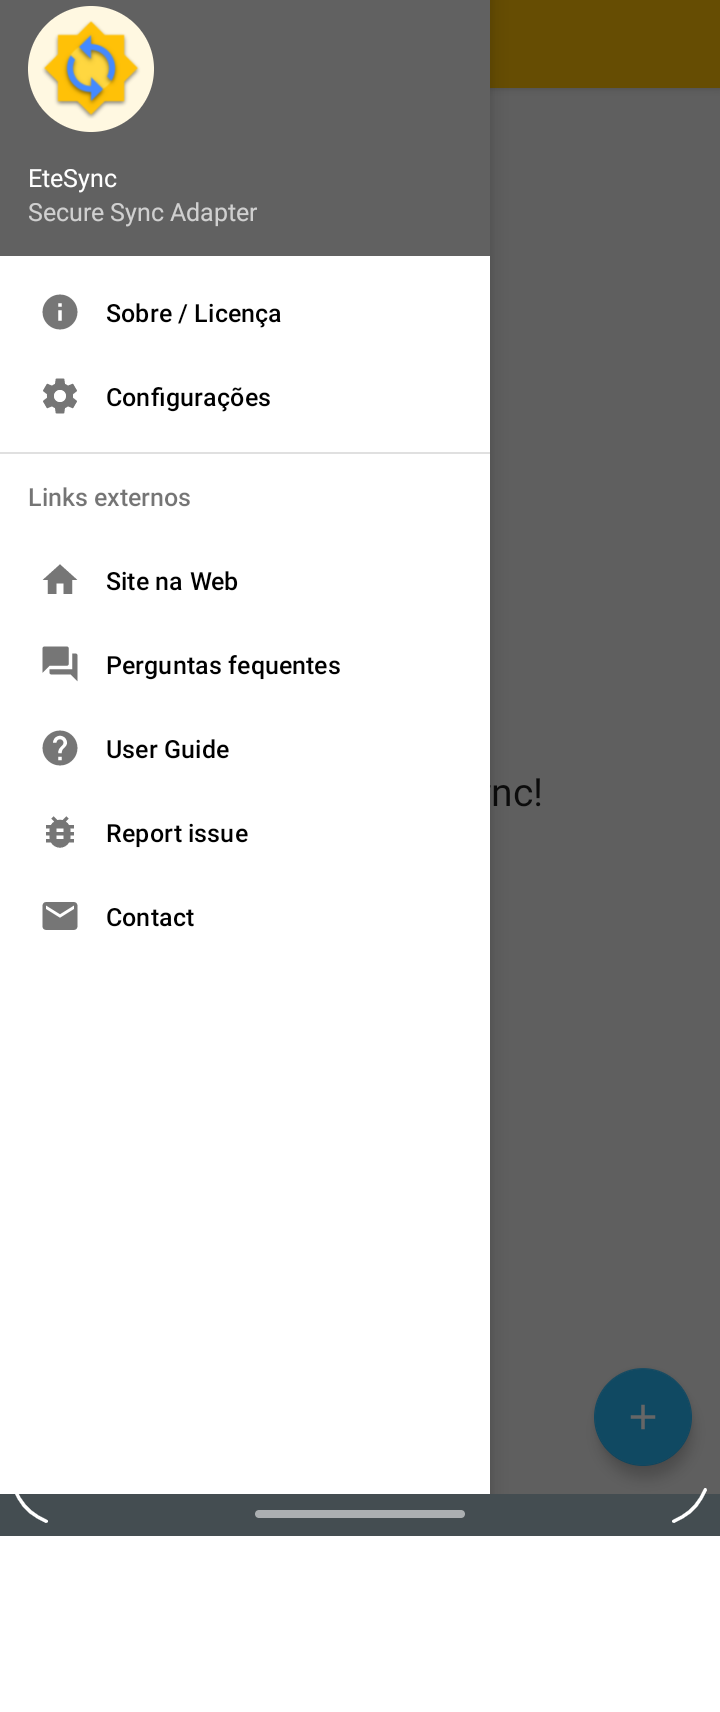 EteSync
Secure Sync Adapter
Sobre / Licença
Configurações
Links externos
Site na Web
Perguntas fequentes
User Guide
Report issue
Contact
nc!